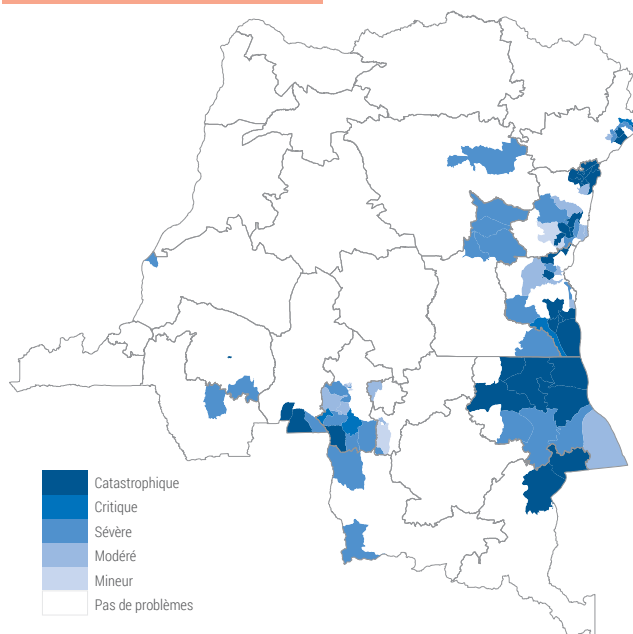 Catastrophique
Critique
Sévère
Modéré
Mineur
Pas de problèmes